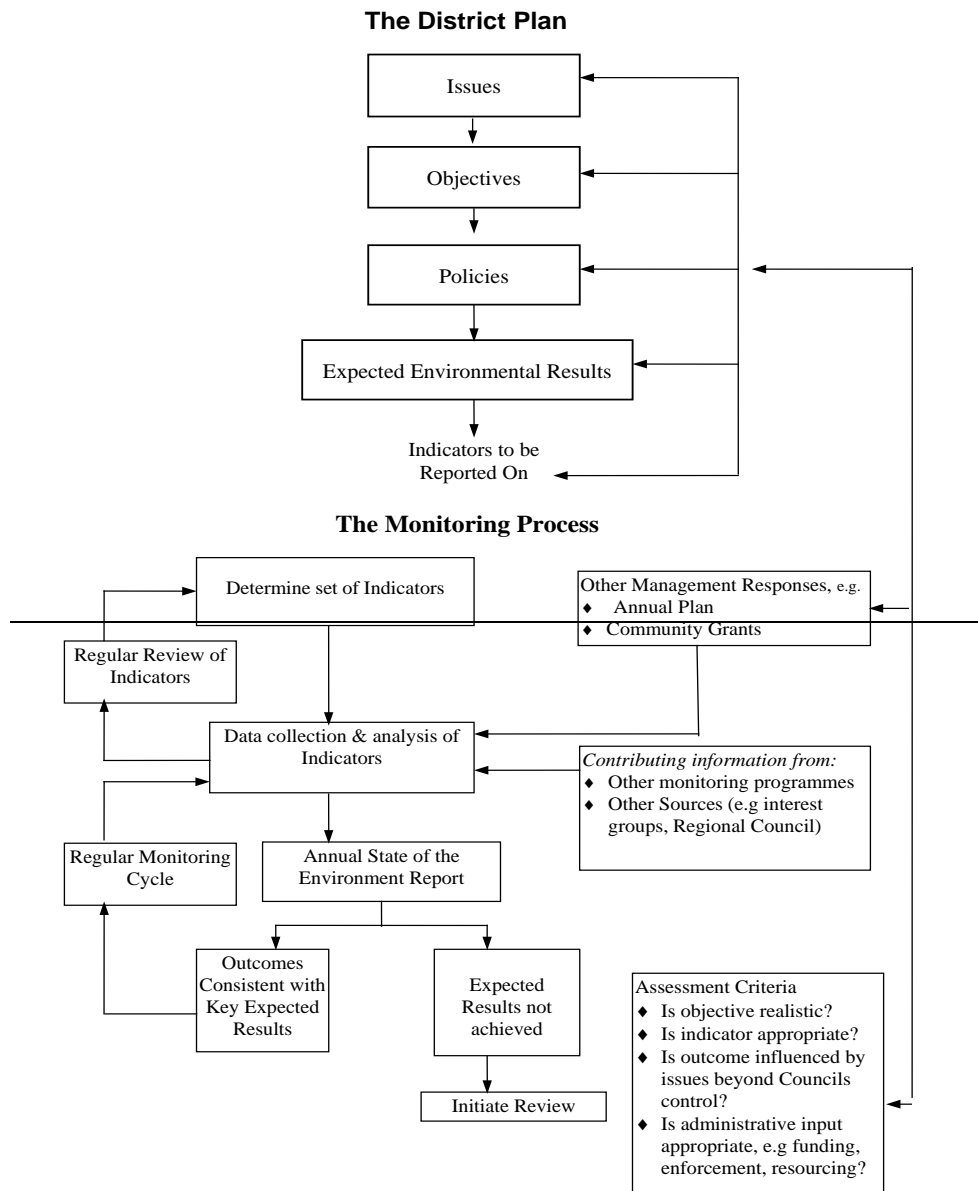 The District Plan
Issues
Objectives
Policies
Expected Environmental Results
Indicators to be
Reported On
The Monitoring Process
Determine set of Indicators
Other Management Responses, e.g.
♦ Annual Plan
♦ Community Grants
Regular Review of
Indicators
Data collection & analysis of
Indicators
Contributing information from:
♦ Other monitoring programmes
♦ Other Sources (e.g interest
groups, Regional Council)
Regular Monitoring
Cycle
Annual State of the
Environment Report
Outcomes
Consistent with
Key Expected
Results
Expected
Results not
achieved
Initiate Review
Assessment Criteria
♦ Is objective realistic?
♦ Is indicator appropriate?
♦ Is outcome influenced by
issues beyond Councils
control?
♦ Is administrative input
appropriate, e.g funding,
enforcement, resourcing?